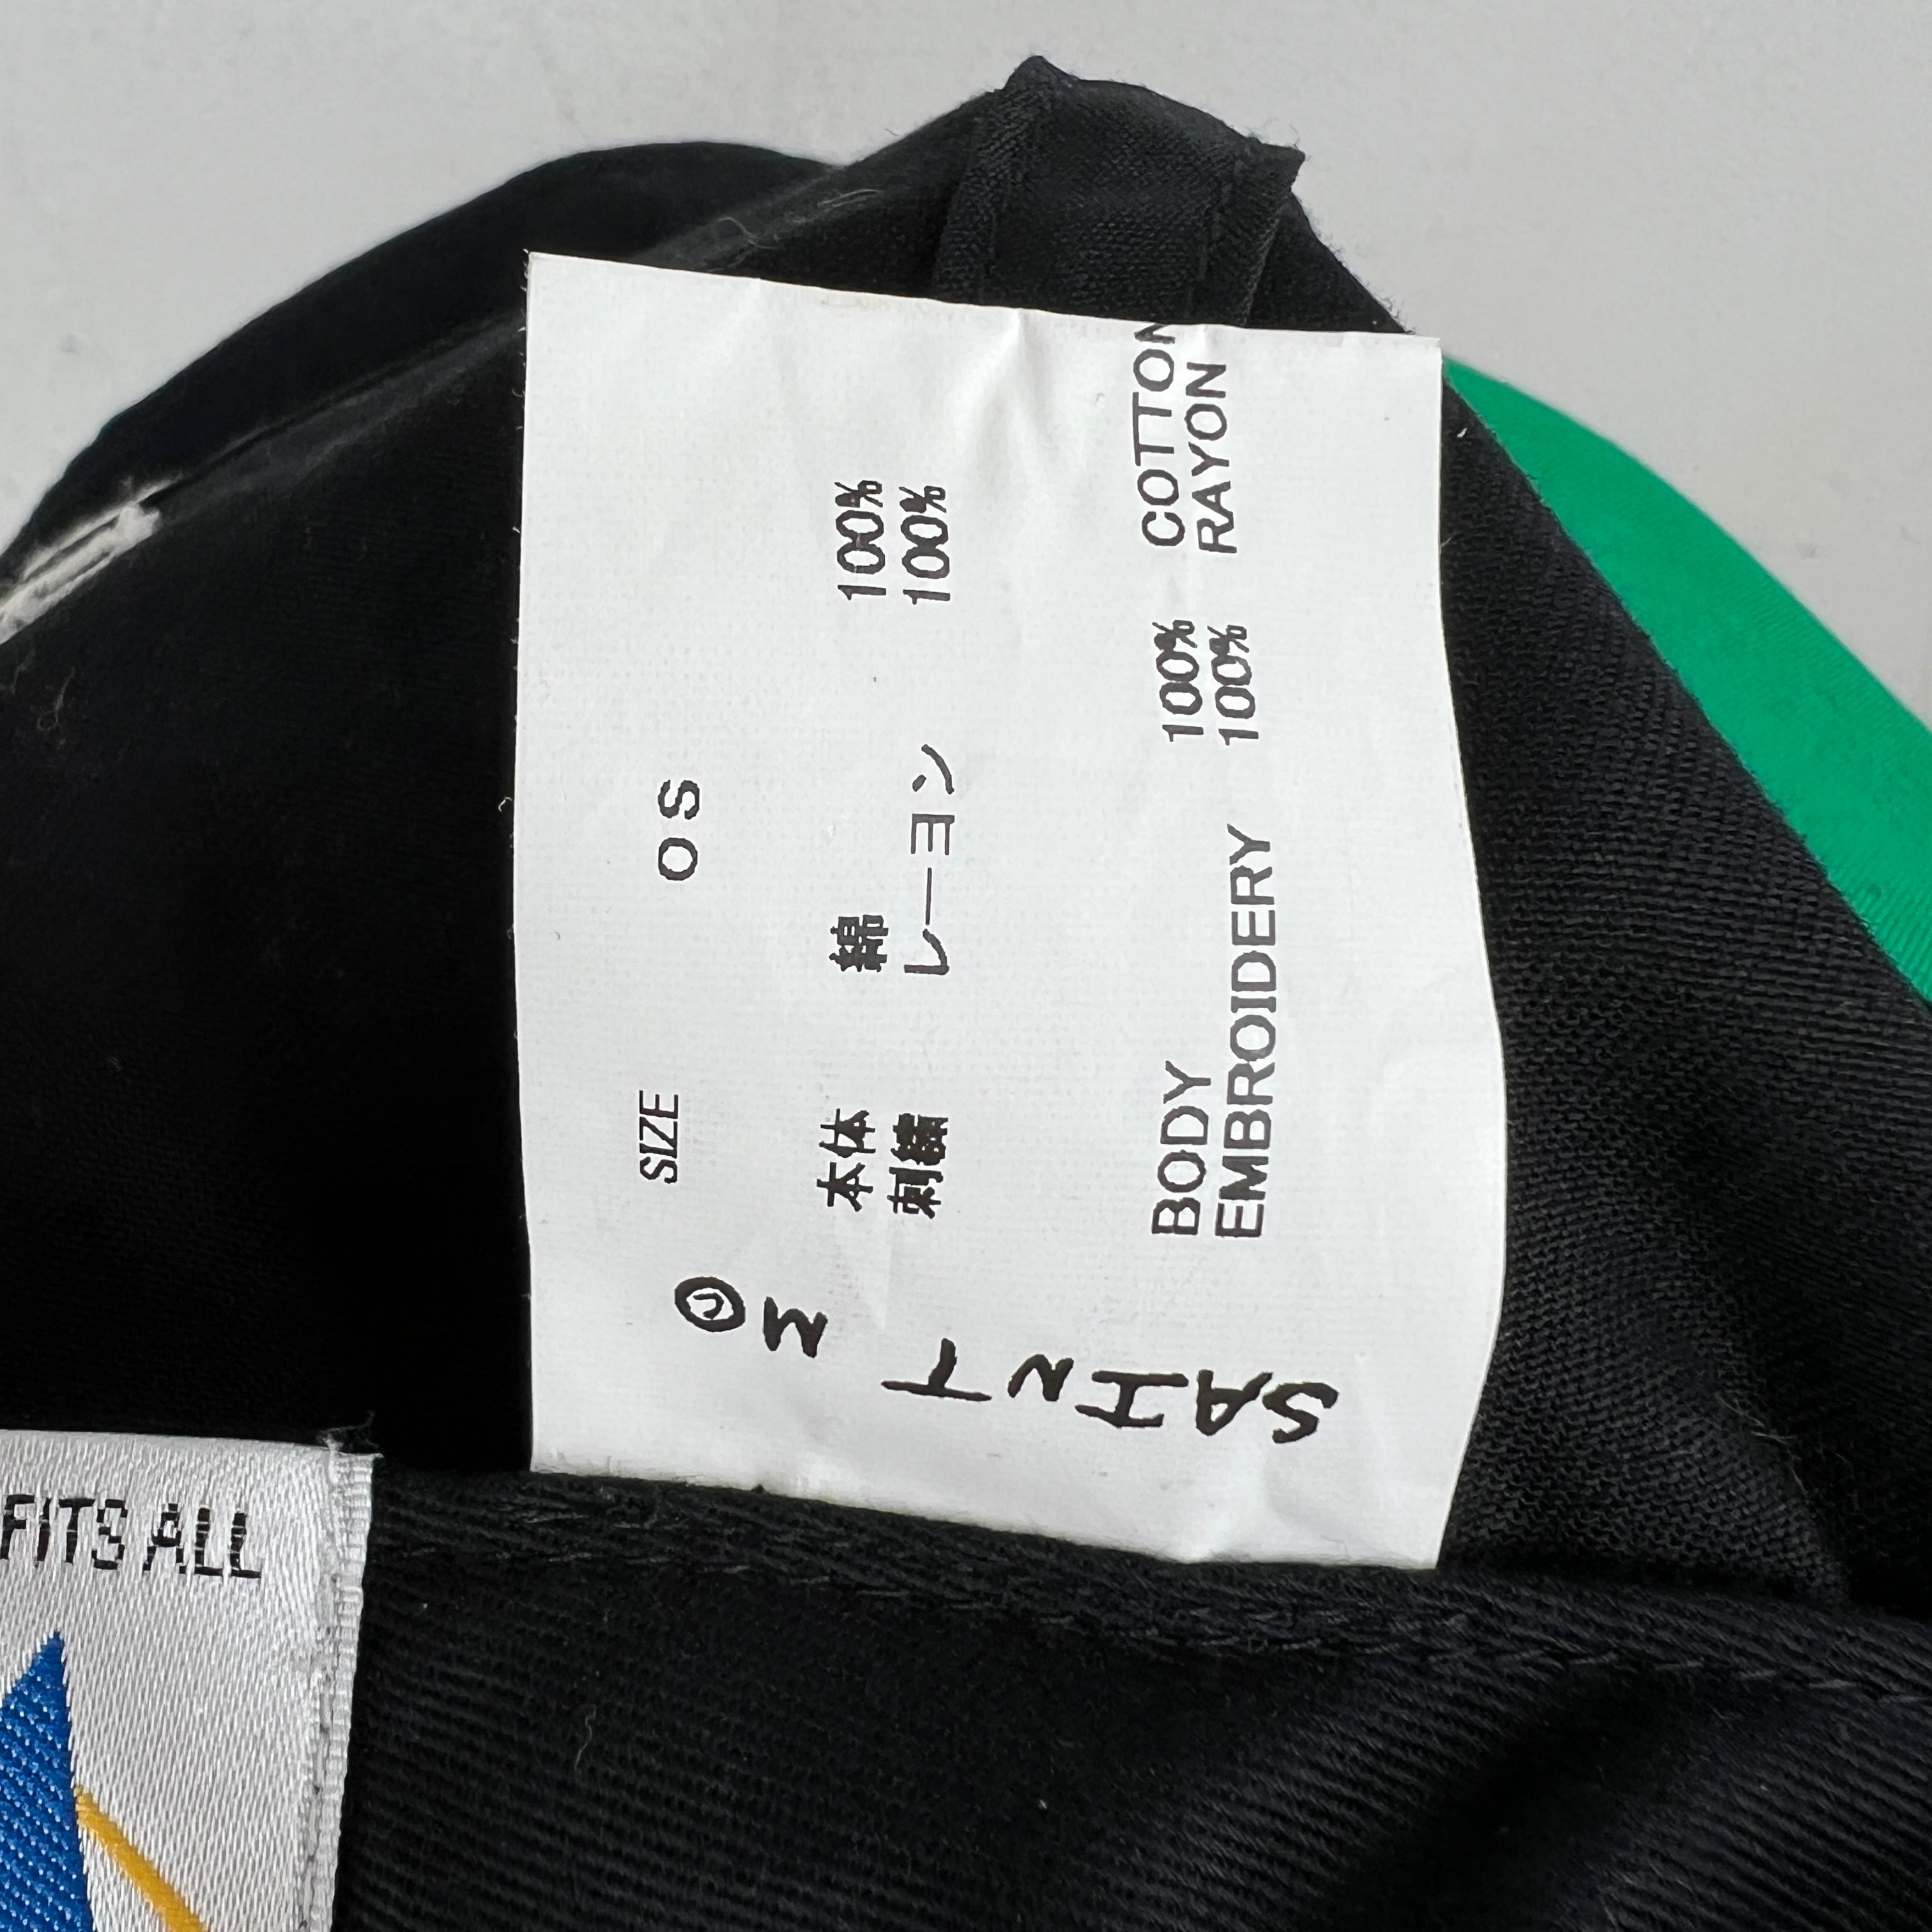 SIZE OS
本体 綿 100%
刺繍 レーヨン 100%
BODY 100% COTTON
EMBROIDERY 100% RAYON
SAINT MO
FITS ALL